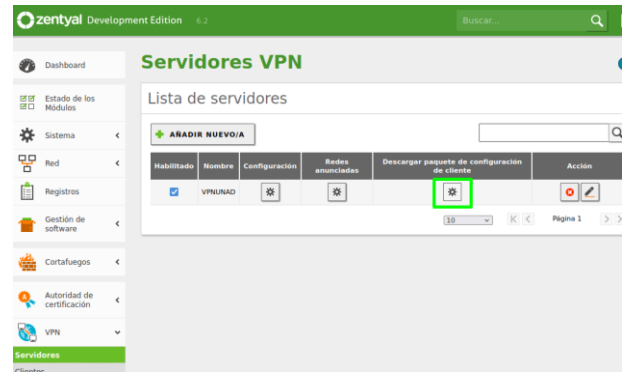 zentyal Development Edition 6.2
Buscar...
Dashboard
Estado de los
Módulos
Sistema
Red
Registros
Gestión de
software
Cortafuegos
Autoridad de
certificación
VPN
Servidores
Clientes
Servidores VPN
Lista de servidores
+ AÑADIR NUEVO/A
Habilitado Nombre Configuración Redes anunciadas Descargar paquete de configuración de cliente Acción
VPNUNAD
10 Página 1